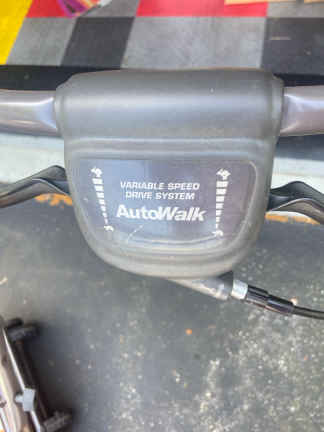 VARIABLE SPEED
DRIVE SYSTEM
AutoWalk